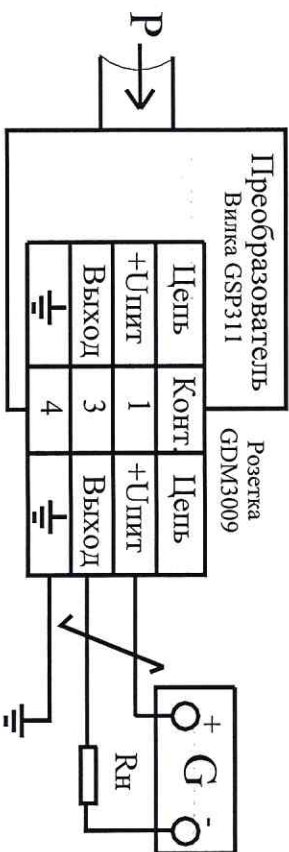 P
Преобразователь
Вилка GSP311
Розетка
GDM3009
Цепь Конт. Цепь
+Uпит 1 +Uпит
Выход 3 Выход
4
+ G -
Rн